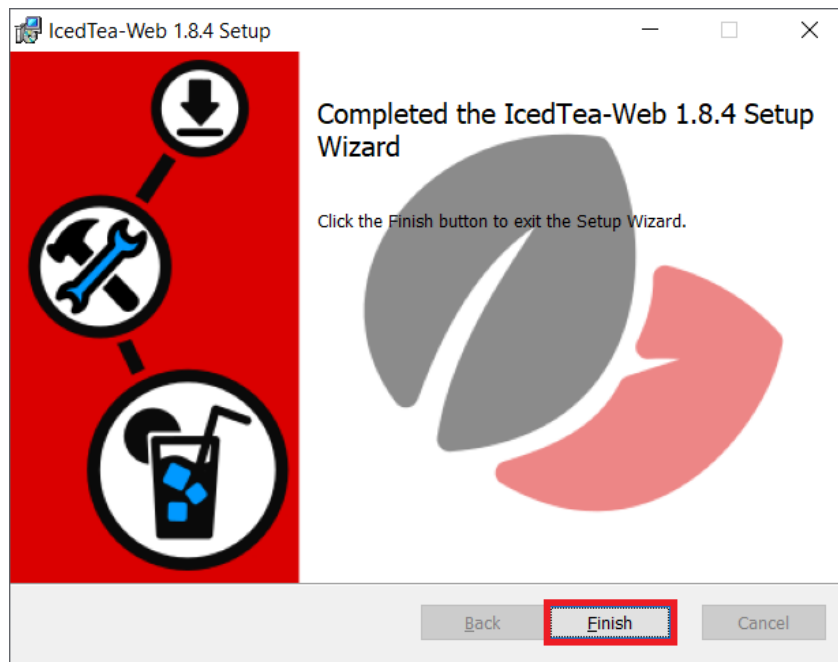 IcedTea-Web 1.8.4 Setup
Completed the IcedTea-Web 1.8.4 Setup
Wizard
Click the Finish button to exit the Setup Wizard.
Back
Finish
Cancel